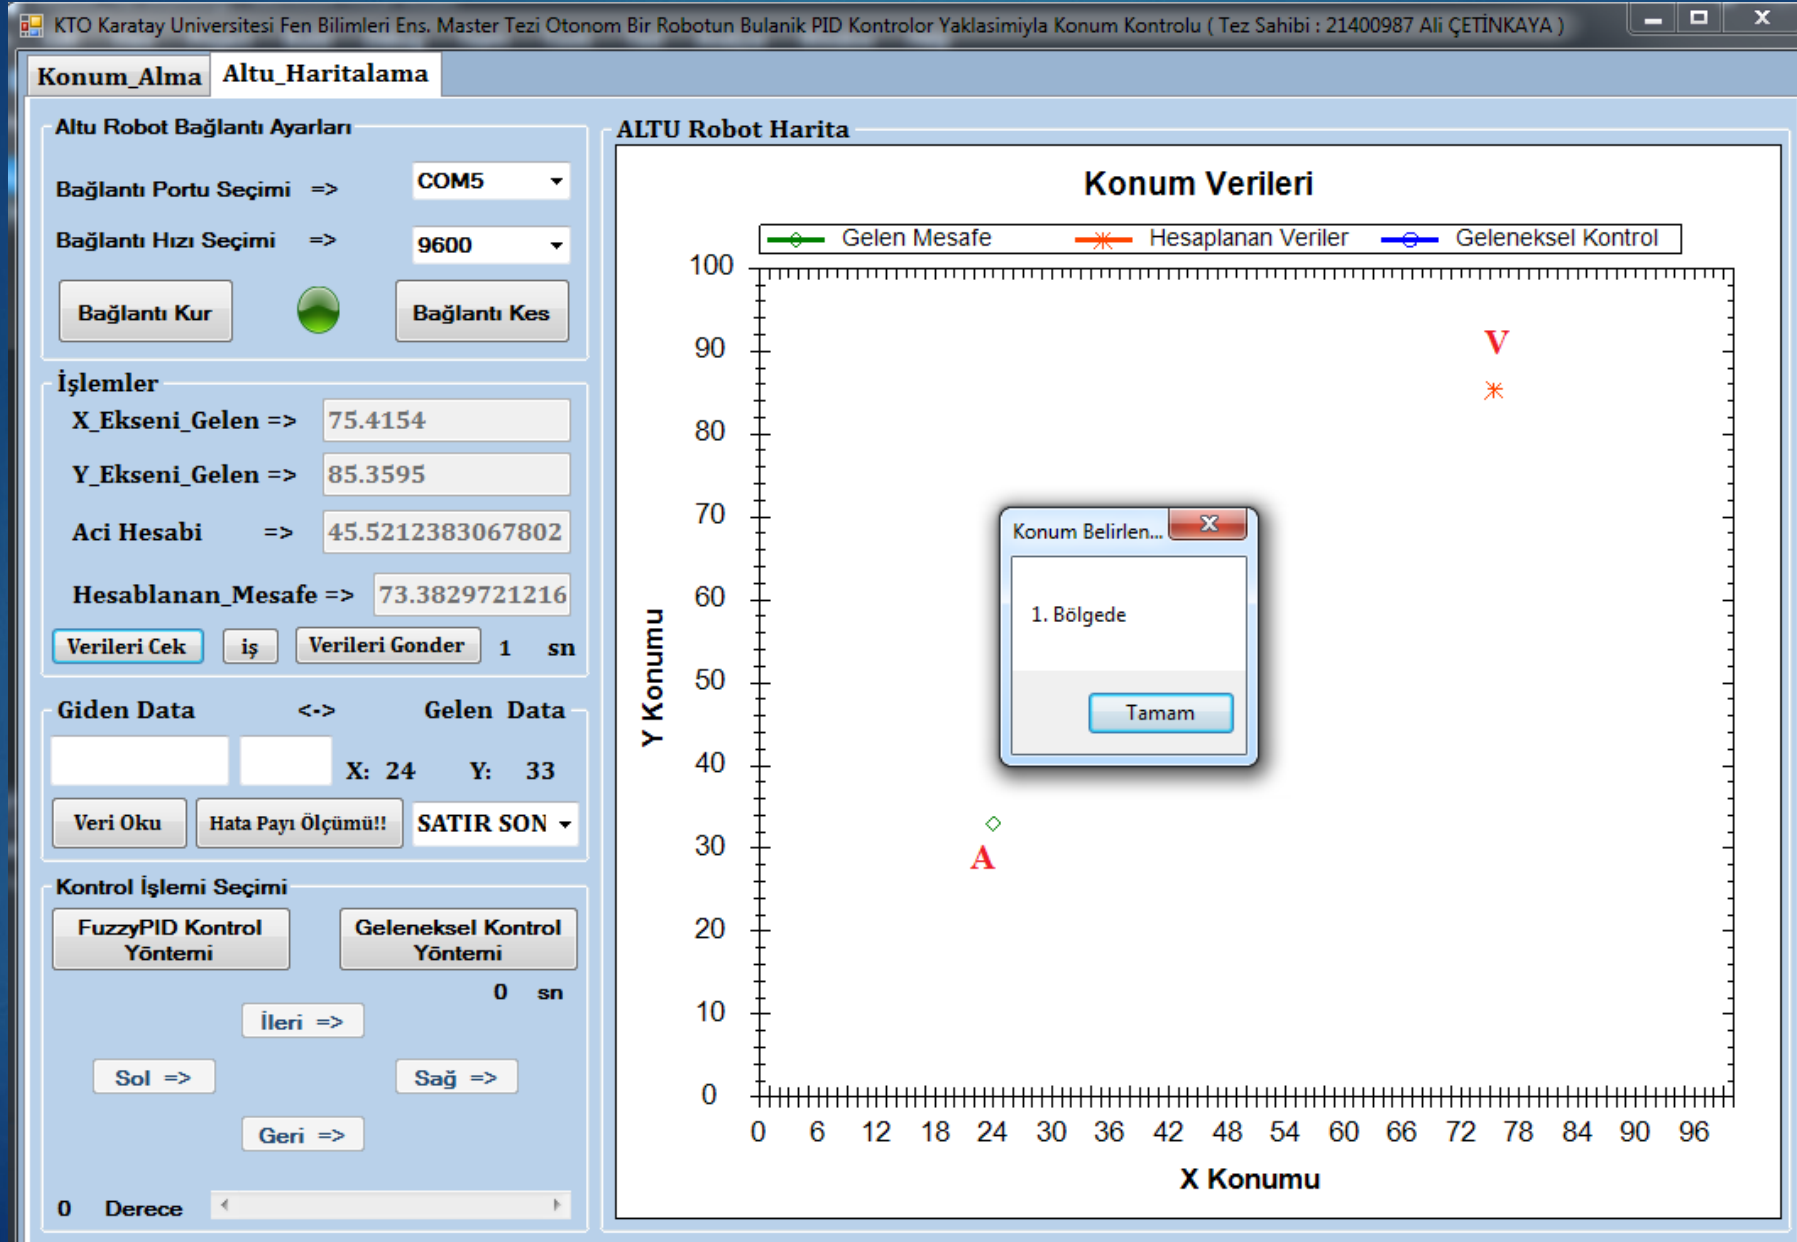 KTO Karatay Universitesi Fen Bilimleri Ens. Master Tezi Otonom Bir Robotun Bulanik PID Kontrolor Yaklasimiyla Konum Kontrolu ( Tez Sahibi : 21400987 Ali ÇETİNKAYA )
Konum_Alma Altu_Haritalama
Altu Robot Bağlantı Ayarları
Bağlantı Portu Seçimi => COM5
Bağlantı Hızı Seçimi => 9600
Bağlantı Kur Bağlantı Kes
İşlemler
X_Ekseni_Gelen => 75.4154
Y_Ekseni_Gelen => 85.3595
Aci Hesabi => 45.5212383067802
Hesablanan_Mesafe => 73.3829721216
Verileri Cek iş Verileri Gonder 1 sn
Giden Data <-> Gelen Data
X: 24 Y: 33
Veri Oku Hata Payı Ölçümü!! SATIR SON
Kontrol İşlemi Seçimi
FuzzyPID Kontrol Yöntemi
Geleneksel Kontrol Yöntemi
0 sn
İleri =>
Sol => Sağ =>
Geri =>
0 Derece
ALTU Robot Harita
Konum Verileri
Gelen Mesafe Hesaplanan Veriler Geleneksel Kontrol
100
90
80
70
60
50
40
30
20
10
0
Y Konumu
V
A
Konum Belirlen...
1. Bölgede
Tamam
0 6 12 18 24 30 36 42 48 54 60 66 72 78 84 90 96
X Konumu